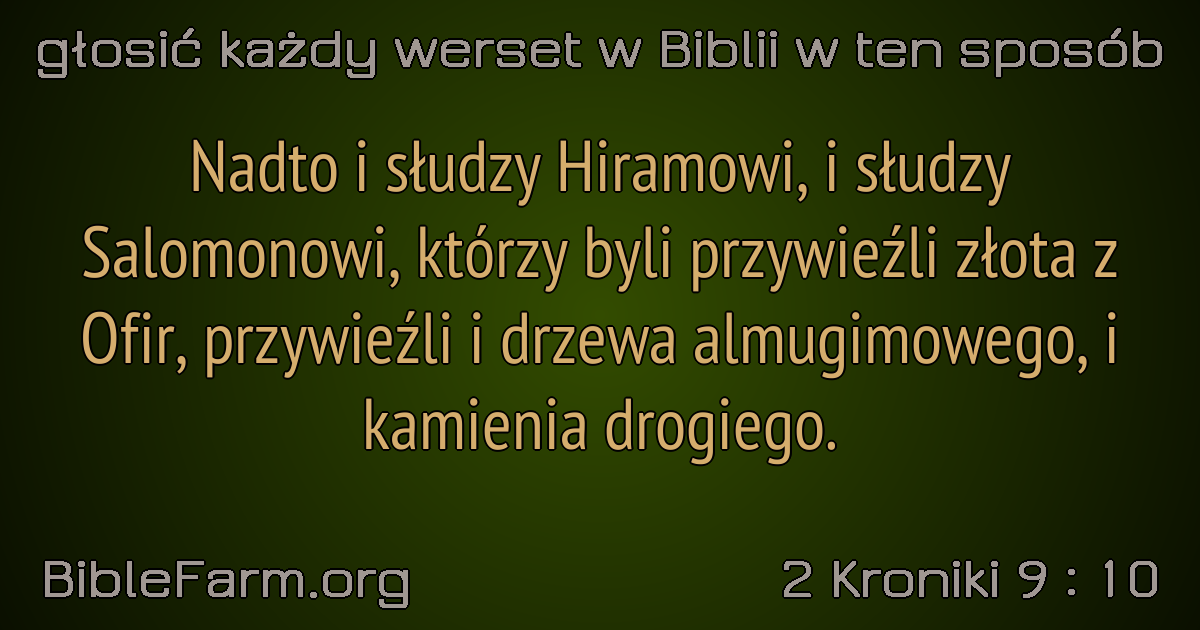 głosić każdy werset w Biblii w ten sposób
Nadto i słudzy Hiramowi, i słudzy
Salomonowi, którzy byli przywieźli złota z
Ofir, przywieźli i drzewa almugimowego, i
kamienia drogiego.
BibleFarm.org
2 Kroniki 9 : 10